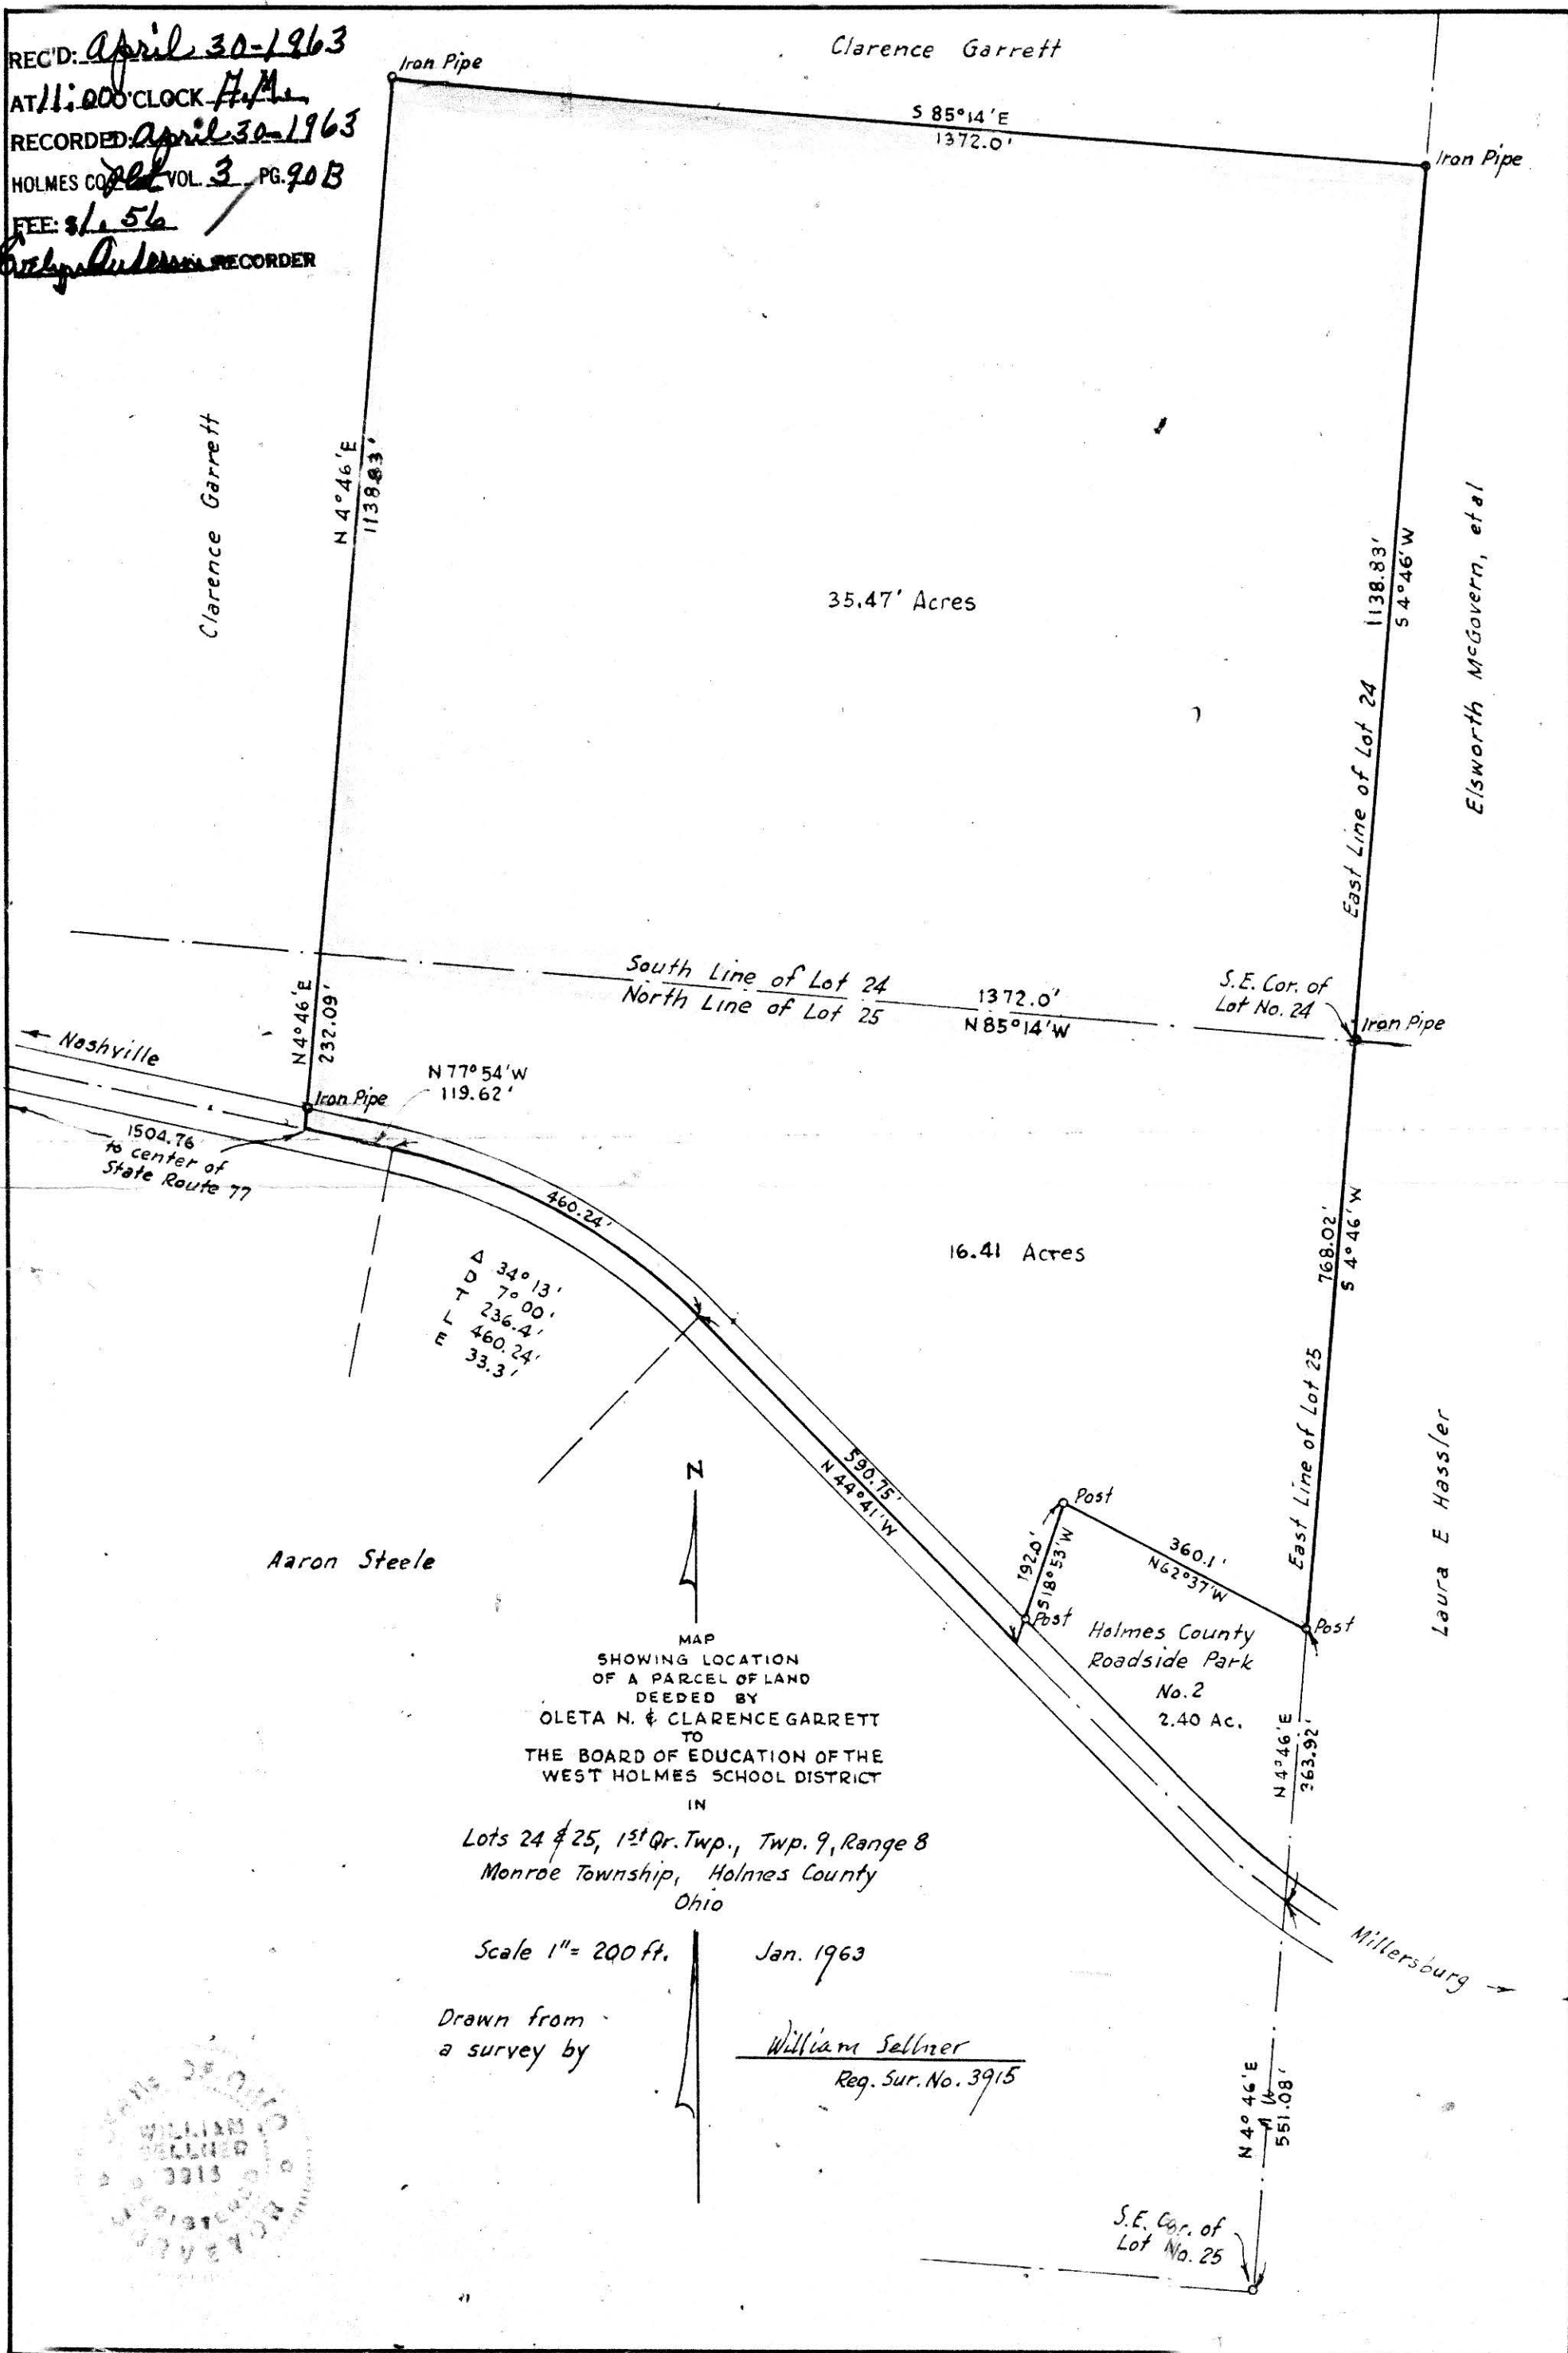 REC'D: April 30-1963
AT 11:00 O'CLOCK A.M.
RECORDED: April 30-1963
HOLMES CO. Plat VOL. 3 PG. 90B
FEE: $1.56
Evelyn RECORDER
Clarence Garrett
Iron Pipe
S 85°14'E
1372.0'
Iron Pipe
Clarence Garrett
N 4°46'E
1138.83'
35.47' Acres
1138.83'
S 4°46'W
East Line of Lot 24
Elsworth McGovern, et al
South Line of Lot 24
North Line of Lot 25
1372.0'
N 85°14'W
S.E. Cor. of
Lot No. 24
Iron Pipe
N 4°46'E
232.09'
← Nashville
Iron Pipe
N 77°54'W
119.62'
1504.76
to center of
State Route 77
460.24'
Δ 34°13'
D 7°00'
T 236.4'
L 460.24'
E 33.3'
16.41 Acres
768.02'
S 4°46'W
East Line of Lot 25
Laura E Hassler
590.75'
N 44°41'W
Post
192.0'
S 18°53'W
Post
360.1'
N 62°37'W
Post
Holmes County
Roadside Park
No. 2
2.40 Ac.
N 4°46'E
363.92'
Aaron Steele
N
MAP
SHOWING LOCATION
OF A PARCEL OF LAND
DEEDED BY
OLETA N. & CLARENCE GARRETT
TO
THE BOARD OF EDUCATION OF THE
WEST HOLMES SCHOOL DISTRICT
IN
Lots 24 & 25, 1st Qr. Twp., Twp. 9, Range 8
Monroe Township, Holmes County
Ohio
Scale 1"= 200 ft.
Jan. 1963
Millersburg →
Drawn from
a survey by
William Sellner
Reg. Sur. No. 3915
N 4°46'E
551.08'
S.E. Cor. of
Lot No. 25
STATE OF OHIO
WILLIAM
SELLNER
3915
REGISTERED
SURVEYOR